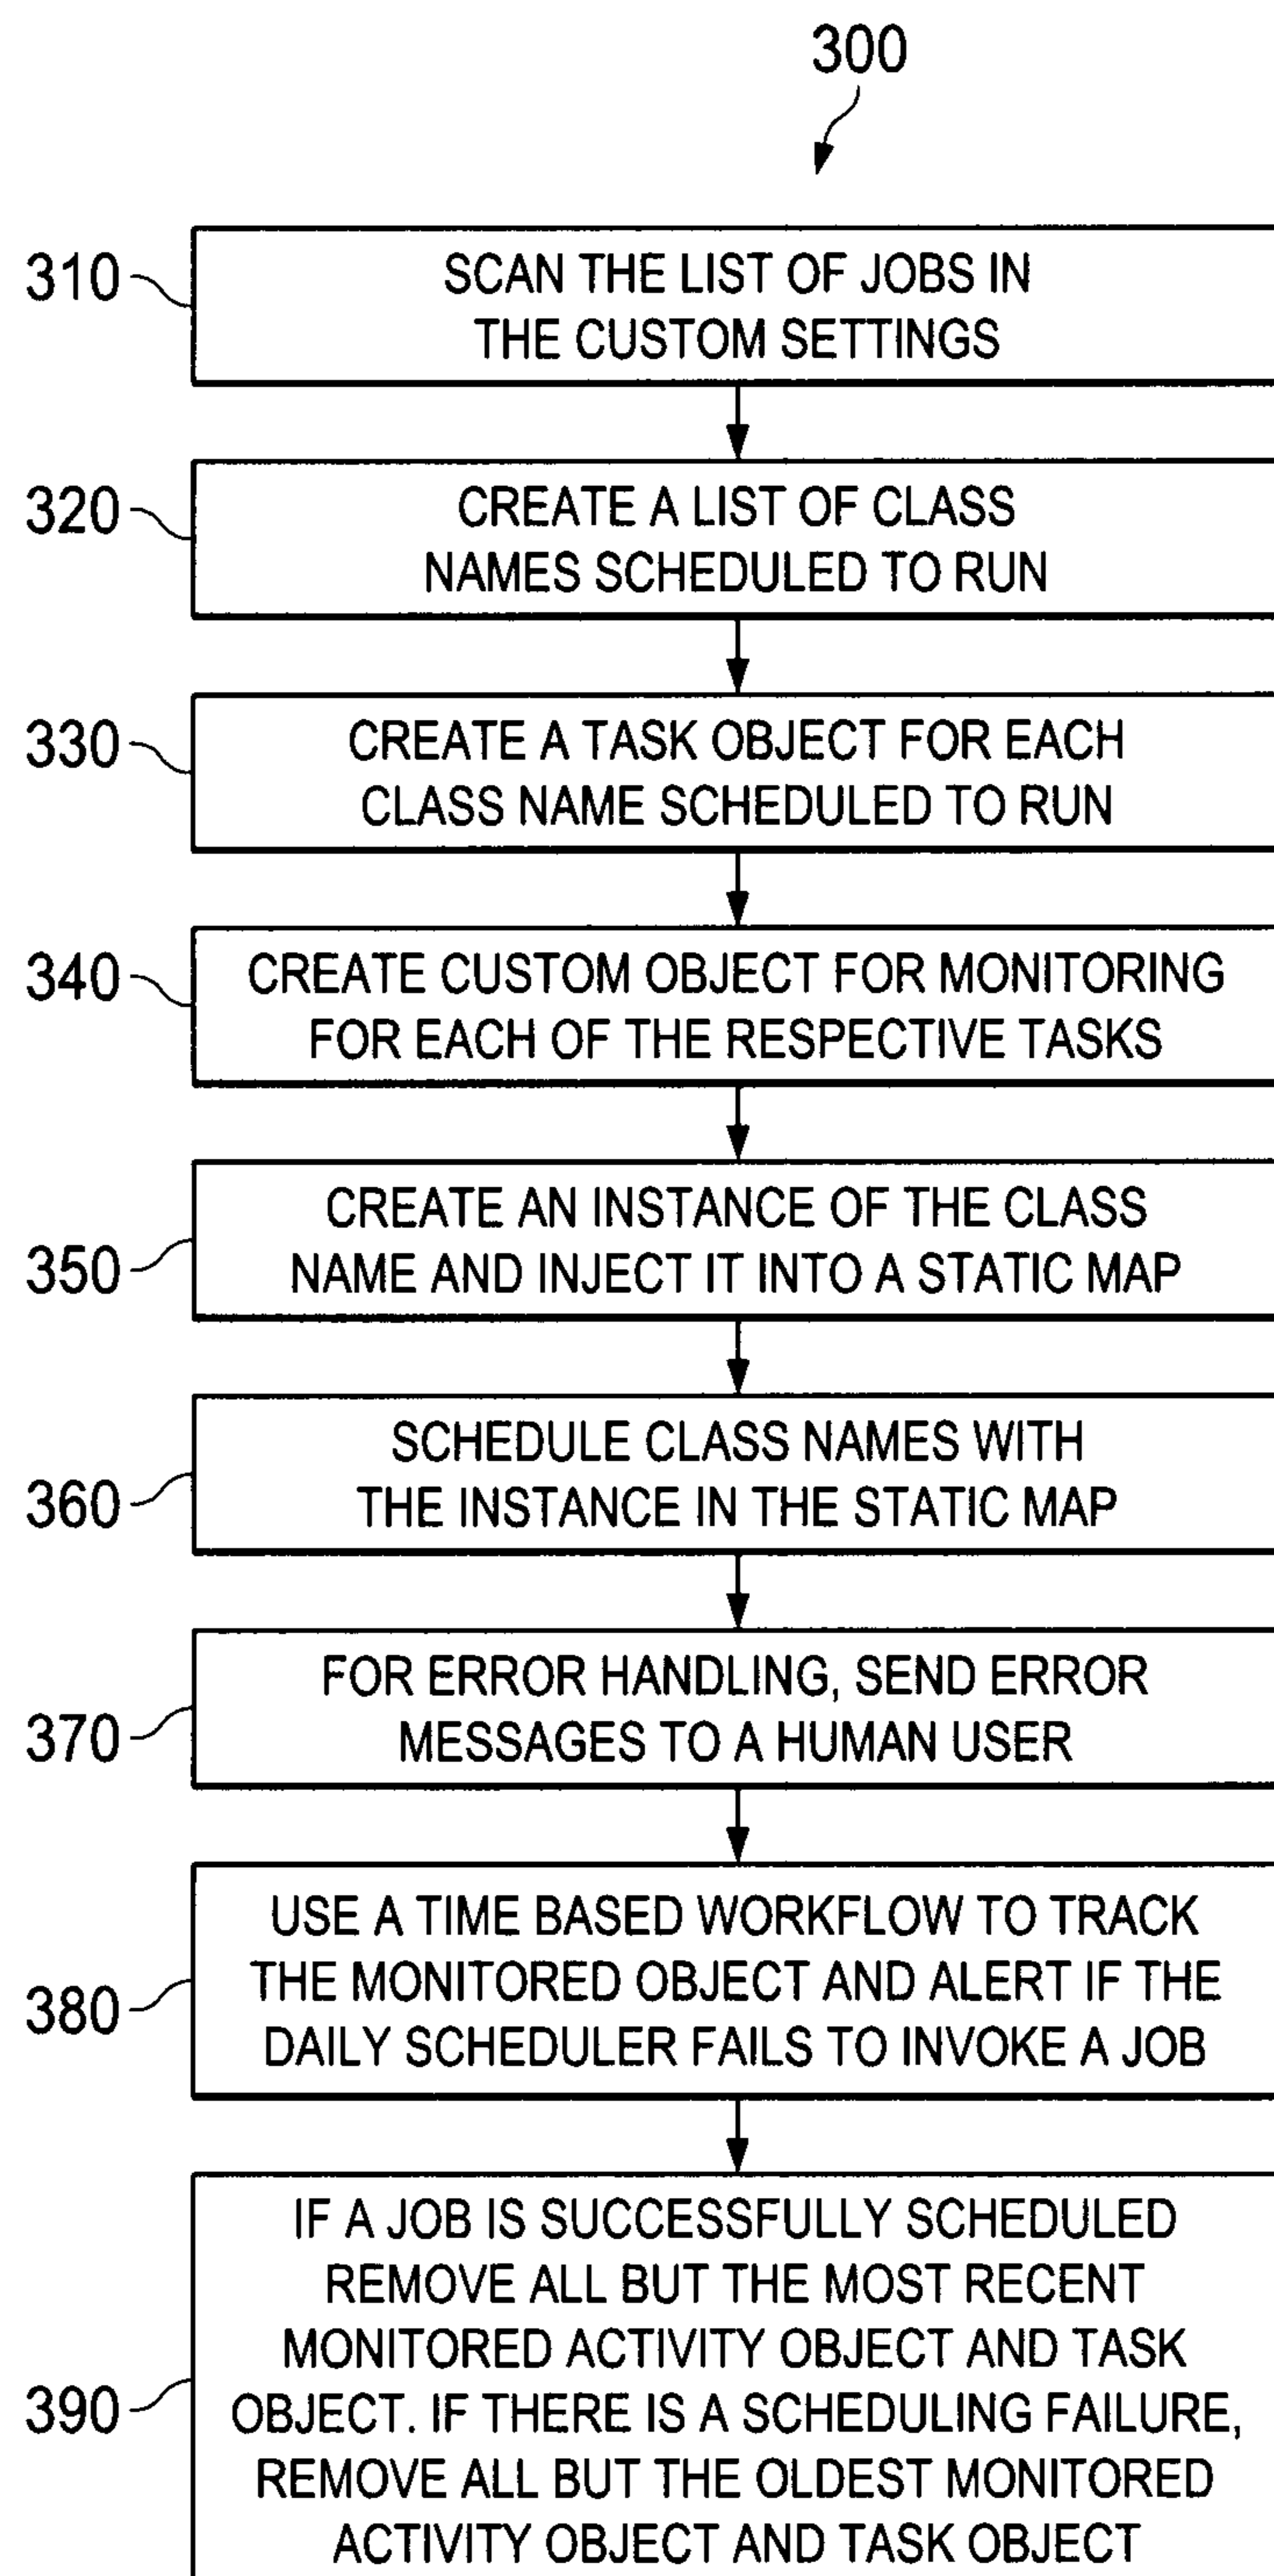 300
310
SCAN THE LIST OF JOBS IN
THE CUSTOM SETTINGS
320
CREATE A LIST OF CLASS
NAMES SCHEDULED TO RUN
330
CREATE A TASK OBJECT FOR EACH
CLASS NAME SCHEDULED TO RUN
340
CREATE CUSTOM OBJECT FOR MONITORING
FOR EACH OF THE RESPECTIVE TASKS
350
CREATE AN INSTANCE OF THE CLASS
NAME AND INJECT IT INTO A STATIC MAP
360
SCHEDULE CLASS NAMES WITH
THE INSTANCE IN THE STATIC MAP
370
FOR ERROR HANDLING, SEND ERROR
MESSAGES TO A HUMAN USER
380
USE A TIME BASED WORKFLOW TO TRACK
THE MONITORED OBJECT AND ALERT IF THE
DAILY SCHEDULER FAILS TO INVOKE A JOB
390
IF A JOB IS SUCCESSFULLY SCHEDULED
REMOVE ALL BUT THE MOST RECENT
MONITORED ACTIVITY OBJECT AND TASK
OBJECT. IF THERE IS A SCHEDULING FAILURE,
REMOVE ALL BUT THE OLDEST MONITORED
ACTIVITY OBJECT AND TASK OBJECT